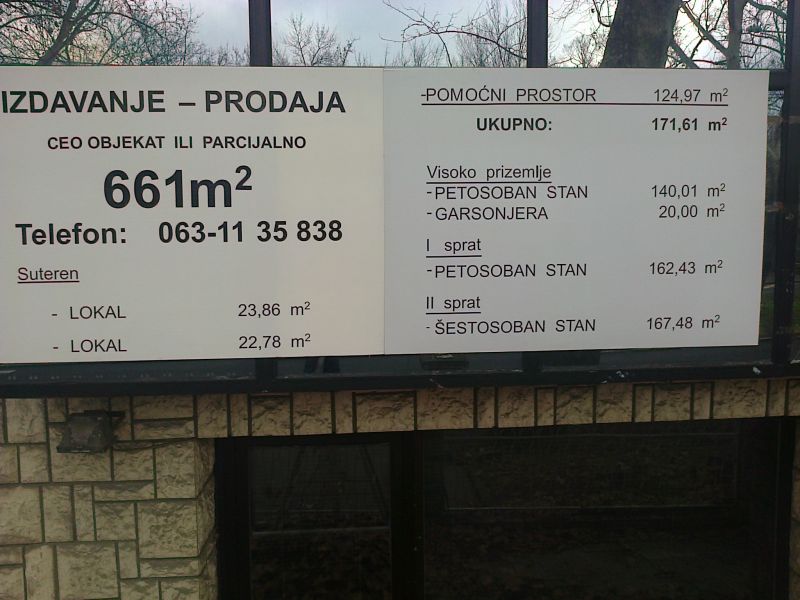 IZDAVANJE – PRODAJA
CEO OBJEKAT ILI PARCIJALNO
661m²
Telefon: 063-11 35 838
Suteren
- LOKAL 23,86 m²
- LOKAL 22,78 m²
-POMOĆNI PROSTOR 124,97 m²
UKUPNO: 171,61 m²
Visoko prizemlje
-PETOSOBAN STAN 140,01 m²
-GARSONJERA 20,00 m²
I sprat
-PETOSOBAN STAN 162,43 m²
II sprat
-ŠESTOSOBAN STAN 167,48 m²